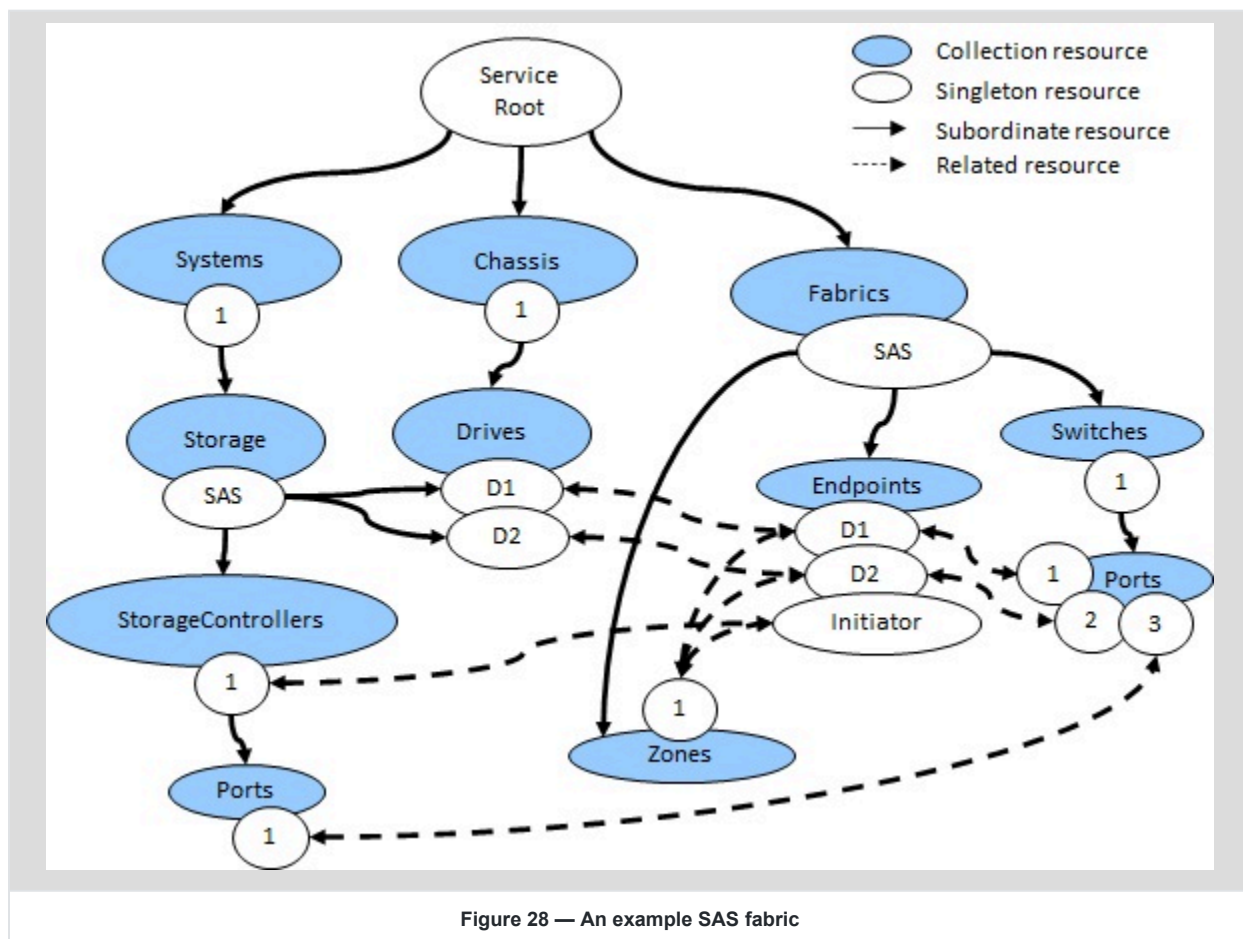 Service
Root
Collection resource
Singleton resource
Subordinate resource
Related resource
Systems
1
Chassis
1
Fabrics
SAS
Storage
SAS
Drives
D1
D2
Switches
1
Endpoints
D1
D2
Initiator
Ports
1
2
3
StorageControllers
1
Ports
1
1
Zones
Figure 28 — An example SAS fabric